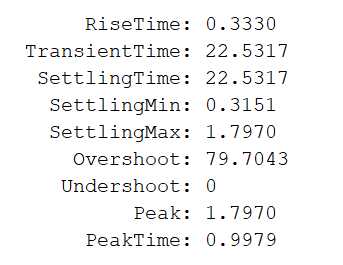 RiseTime: 0.3330
TransientTime: 22.5317
SettlingTime: 22.5317
SettlingMin: 0.3151
SettlingMax: 1.7970
Overshoot: 79.7043
Undershoot: 0
Peak: 1.7970
PeakTime: 0.9979